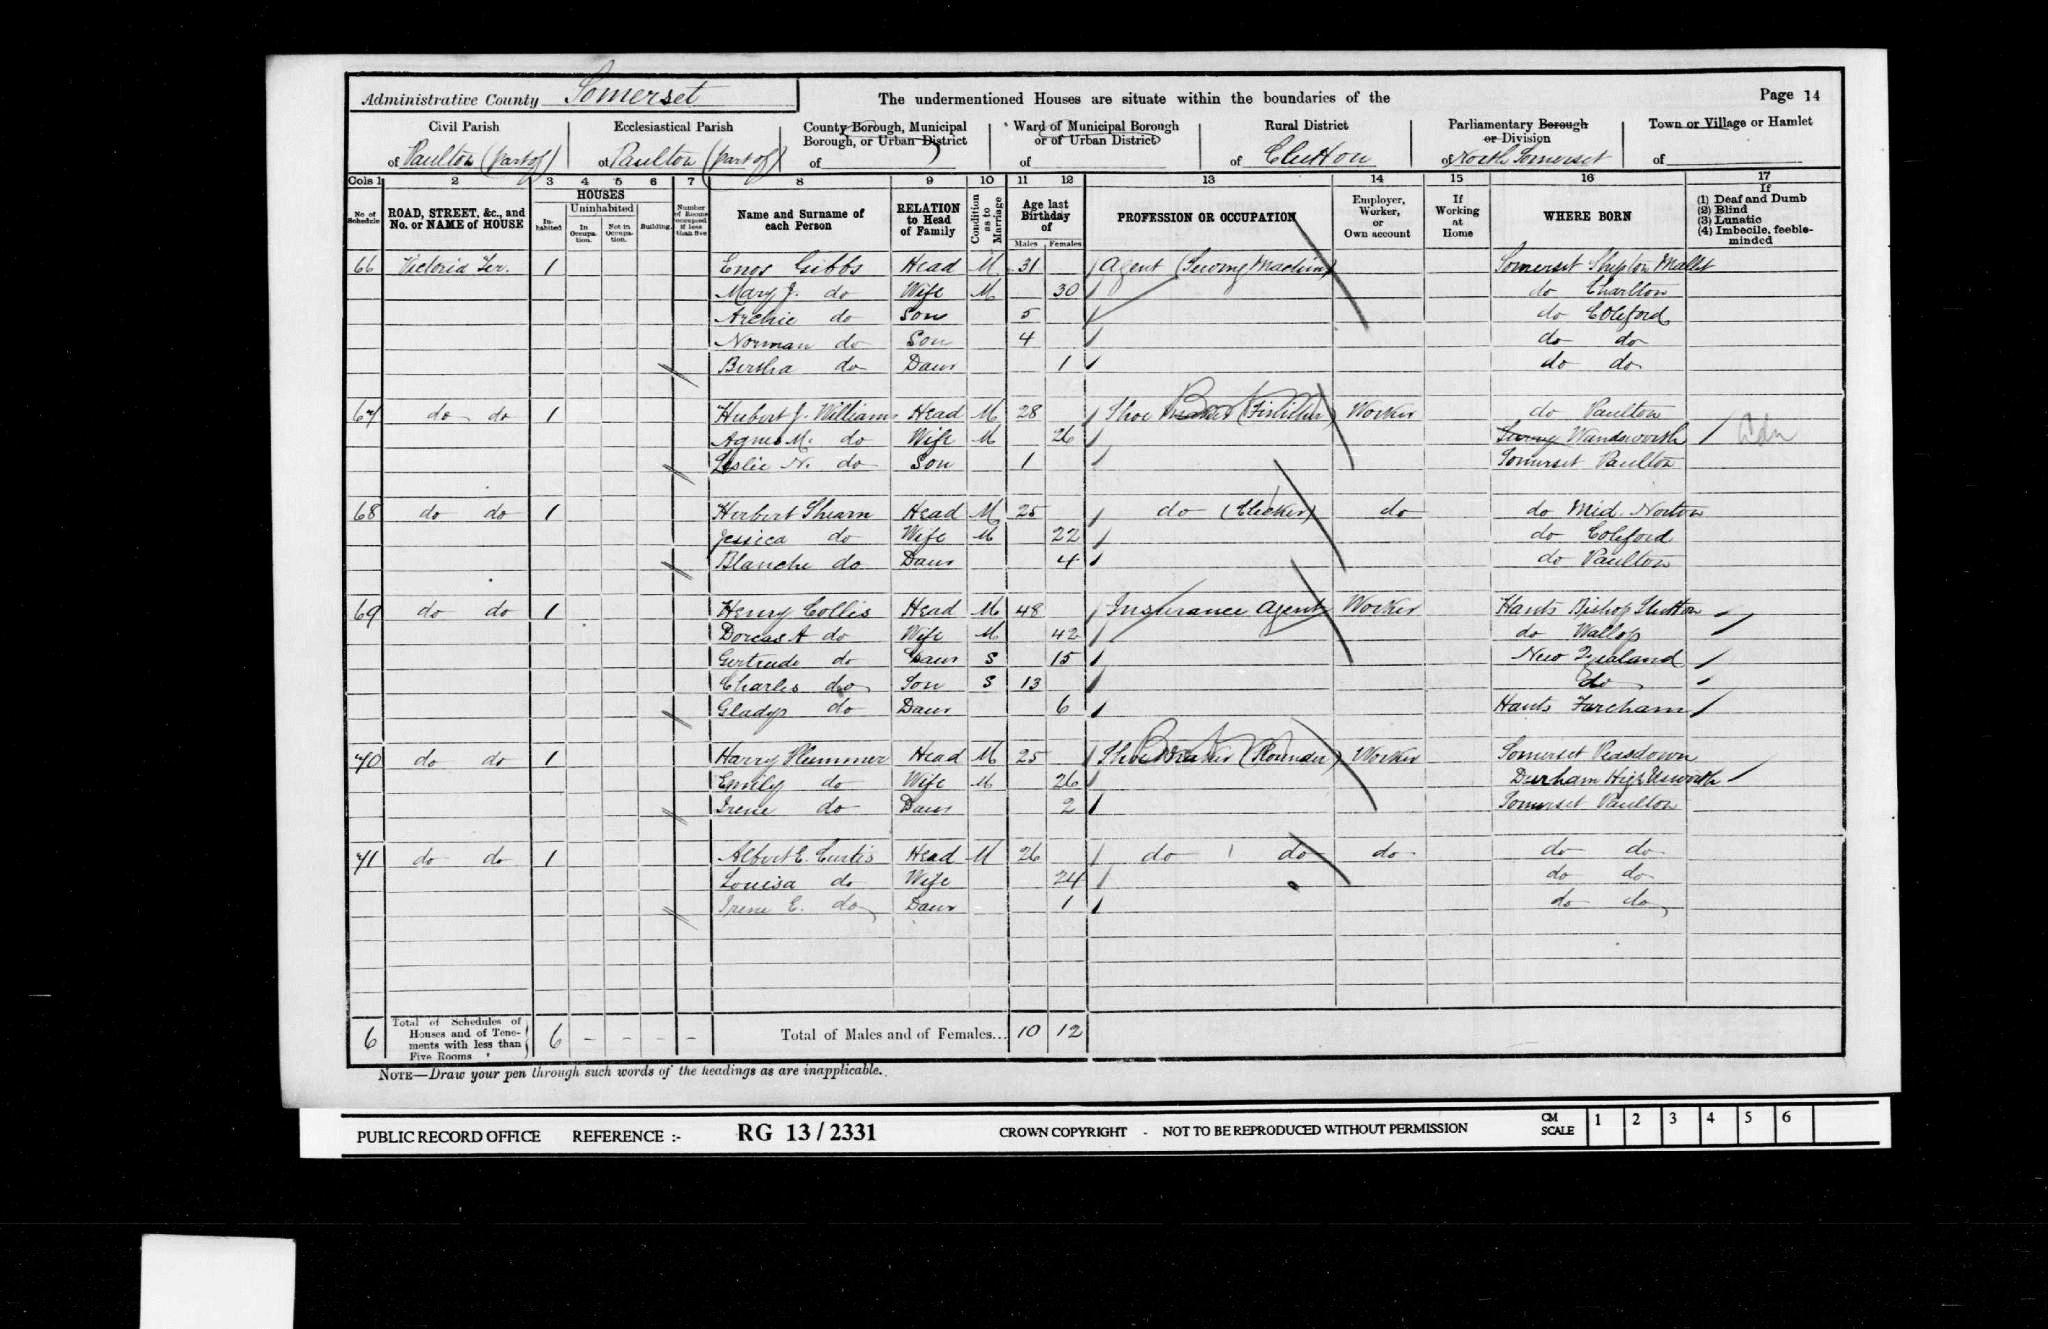 Administrative County Somerset
The undermentioned Houses are situate within the boundaries of the
Page 14
Civil Parish
of Paulton (part of)
Ecclesiastical Parish
of Paulton (part of)
County Borough, Municipal
Borough, or Urban District
of
Ward of Municipal Borough
or of Urban District
of
Rural District
of Clutton
Parliamentary Borough
or Division
of North Somerset
Town or Village or Hamlet
of
Cols 1 2 3 4 5 6 7 8 9 10 11 12 13 14 15 16 17
No of Schedule
ROAD, STREET, &c., and
No. or NAME of HOUSE
HOUSES
Inhabited
Uninhabited
In Occupation.
Not in Occupation.
Building.
Number of Rooms occupied if less than five
Name and Surname of
each Person
RELATION
to Head
of Family
Condition as to Marriage
Age last
Birthday
of
Males Females
PROFESSION OR OCCUPATION
Employer,
Worker,
or
Own account
If
Working
at
Home
WHERE BORN
If
(1) Deaf and Dumb
(2) Blind
(3) Lunatic
(4) Imbecile, feeble-
minded
66 Victoria Ter. 1 Enos Gibbs Head M 31 Agent (Sewing Machine) Somerset Shepton Mallet
Mary J. do Wife M 30 do Charlton
Archie do Son 5 do Coleford
Norman do Son 4 do do
Bertha do Daur 1 do do
67 do do 1 Hubert J. Williams Head M 28 Shoe (Finisher) Worker do Paulton
Agnes M. do Wife M 26 Surrey Wandsworth
Leslie N. do Son 1 Somerset Paulton
68 do do 1 Herbert Shearn Head M 25 do (Clicker) do do Mid. Norton
Jessica do Wife M 22 do Coleford
Blanche do Daur 4 do Paulton
69 do do 1 Henry Collis Head M 48 Insurance Agent Worker Hants Bishop
Dorcas A do Wife M 42 do Wallop
Gertrude do Daur S 15 New Zealand
Charles do Son S 13 do
Gladys do Daur 6 Hants Fareham
70 do do 1 Harry Plummer Head M 25 Shoemaker (Rounder) Worker Somerset Peasdown
Emily do Wife M 26 Durham High Usworth
Irene do Daur 2 Somerset Paulton
71 do do 1 Albert E. Curtis Head M 26 do do do do do
Louisa do Wife 24 do do
Irene E. do Daur 1 do do
6 Total of Schedules of
Houses and of Tene-
ments with less than
Five Rooms
6 - - - - Total of Males and of Females... 10 12
NOTE—Draw your pen through such words of the headings as are inapplicable.
PUBLIC RECORD OFFICE REFERENCE :- RG 13/2331 CROWN COPYRIGHT - NOT TO BE REPRODUCED WITHOUT PERMISSION CM SCALE 1 2 3 4 5 6